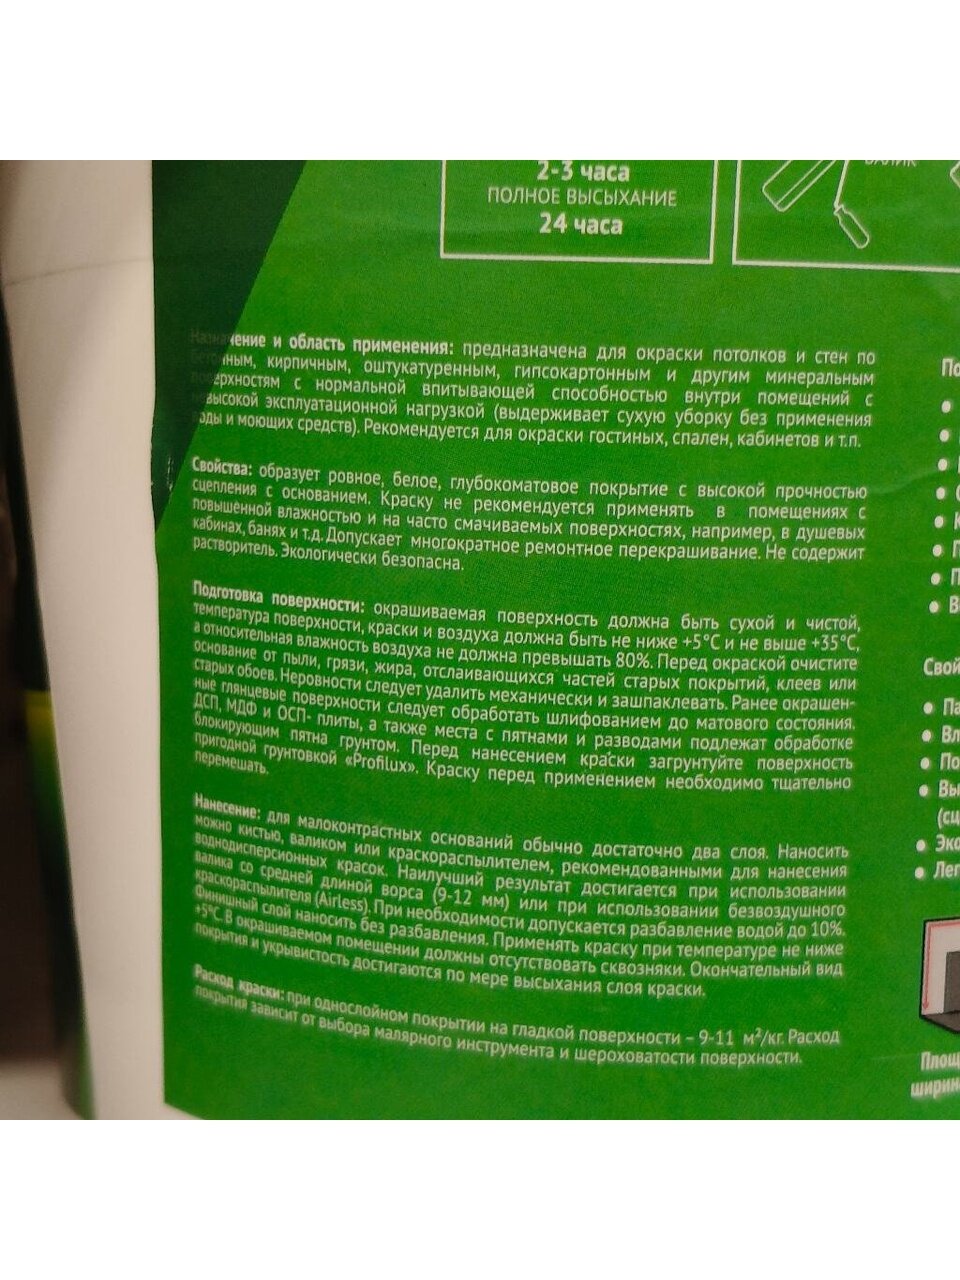 2-3 часа
ПОЛНОЕ ВЫСЫХАНИЕ
24 часа
ВАЛИК
Назначение и область применения: предназначена для окраски потолков и стен по
бетонным, кирпичным, оштукатуренным, гипсокартонным и другим минеральным
поверхностям с нормальной впитывающей способностью внутри помещений с
невысокой эксплуатационной нагрузкой (выдерживает сухую уборку без применения
воды и моющих средств). Рекомендуется для окраски гостиных, спален, кабинетов и т.п.
Свойства: образует ровное, белое, глубокоматовое покрытие с высокой прочностью
сцепления с основанием. Краску не рекомендуется применять в помещениях с
повышенной влажностью и на часто смачиваемых поверхностях, например, в душевых
кабинах, банях и т.д. Допускает многократное ремонтное перекрашивание. Не содержит
растворитель. Экологически безопасна.
Подготовка поверхности: окрашиваемая поверхность должна быть сухой и чистой,
температура поверхности, краски и воздуха должна быть не ниже +5°С и не выше +35°С,
а относительная влажность воздуха не должна превышать 80%. Перед окраской очистите
основание от пыли, грязи, жира, отслаивающихся частей старых покрытий, клеев или
старых обоев. Неровности следует удалить механически и зашпаклевать. Ранее окрашен-
ные глянцевые поверхности следует обработать шлифованием до матового состояния.
ДСП, МДФ и ОСП- плиты, а также места с пятнами и разводами подлежат обработке
блокирующим пятна грунтом. Перед нанесением краски загрунтуйте поверхность
пригодной грунтовкой «Profilux». Краску перед применением необходимо тщательно
перемешать.
Нанесение: для малоконтрастных оснований обычно достаточно два слоя. Наносить
можно кистью, валиком или краскораспылителем, рекомендованными для нанесения
воднодисперсионных красок. Наилучший результат достигается при использовании
валика со средней длиной ворса (9-12 мм) или при использовании безвоздушного
краскораспылителя (Airless). При необходимости допускается разбавление водой до 10%.
Финишный слой наносить без разбавления. Применять краску при температуре не ниже
+5°С. В окрашиваемом помещении должны отсутствовать сквозняки. Окончательный вид
покрытия и укрывистость достигаются по мере высыхания слоя краски.
Расход краски: при однослойном покрытии на гладкой поверхности – 9-11 м²/кг. Расход
покрытия зависит от выбора малярного инструмента и шероховатости поверхности.